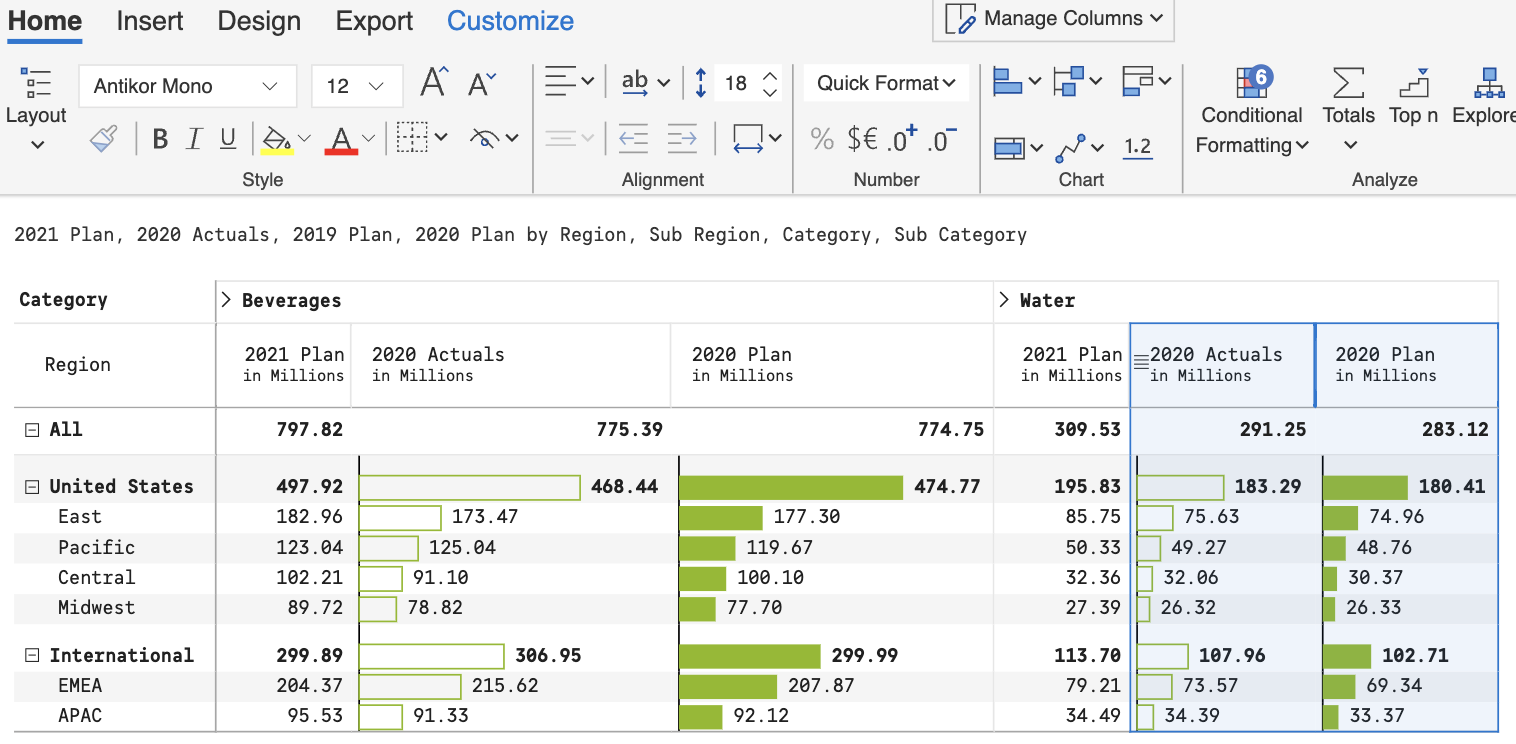 Home Insert Design Export Customize Manage Columns
Antikor Mono 12 A A ab 18 Quick Format 6
Layout Conditional Totals Top n Explore
B I U A % $€ .0+ .0- 1.2 Formatting
Style Alignment Number Chart Analyze
2021 Plan, 2020 Actuals, 2019 Plan, 2020 Plan by Region, Sub Region, Category, Sub Category
Category > Beverages > Water
Region 2021 Plan 2020 Actuals 2020 Plan 2021 Plan 2020 Actuals 2020 Plan
in Millions in Millions in Millions in Millions in Millions in Millions
All 797.82 775.39 774.75 309.53 291.25 283.12
United States 497.92 468.44 474.77 195.83 183.29 180.41
East 182.96 173.47 177.30 85.75 75.63 74.96
Pacific 123.04 125.04 119.67 50.33 49.27 48.76
Central 102.21 91.10 100.10 32.36 32.06 30.37
Midwest 89.72 78.82 77.70 27.39 26.32 26.33
International 299.89 306.95 299.99 113.70 107.96 102.71
EMEA 204.37 215.62 207.87 79.21 73.57 69.34
APAC 95.53 91.33 92.12 34.49 34.39 33.37